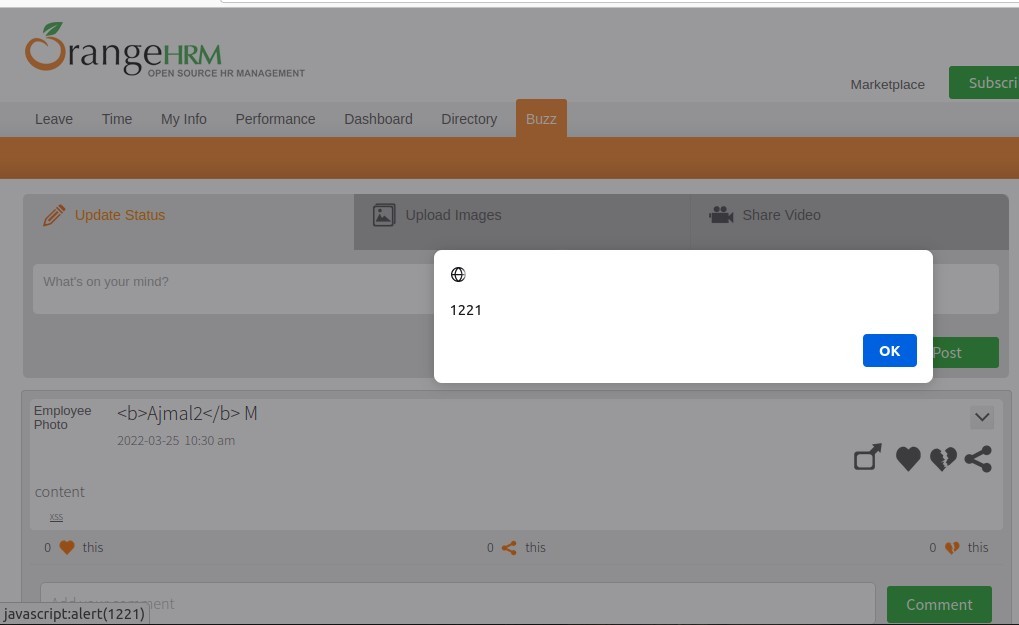 OrangeHRM
OPEN SOURCE HR MANAGEMENT
Marketplace
Subscri
Leave Time My Info Performance Dashboard Directory Buzz
Update Status Upload Images Share Video
What's on your mind?
1221
OK
Post
Employee Photo
<b>Ajmal2</b> M
2022-03-25 10:30 am
content
xss
0 this 0 this 0 this
Add your comment
Comment
javascript:alert(1221)